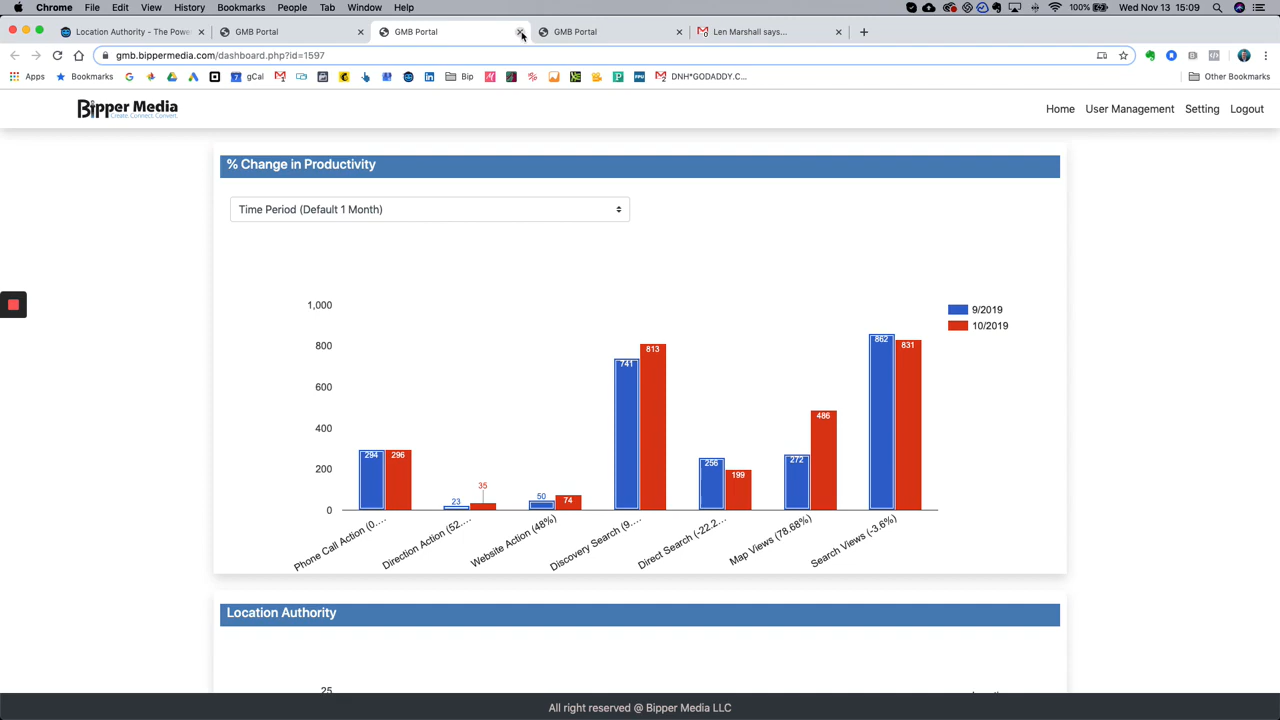 Chrome File Edit View History Bookmarks People Tab Window Help 100% Wed Nov 13 15:09
Location Authority - The Powe GMB Portal GMB Portal GMB Portal Len Marshall says...
gmb.bippermedia.com/dashboard.php?id=1597
Apps Bookmarks gCal Bip DNH*GODADDY.C... Other Bookmarks
Bipper Media
Create. Connect. Convert.
Home User Management Setting Logout
% Change in Productivity
Time Period (Default 1 Month)
1,000
800
600
400
200
0
294 296
23 35
50 74
741 813
256 199
272 486
862 831
9/2019
10/2019
Phone Call Action (0....
Direction Action (52....
Website Action (48%)
Discovery Search (9....
Direct Search (-22.2...
Map Views (78.68%)
Search Views (-3.6%)
Location Authority
25
All right reserved @ Bipper Media LLC